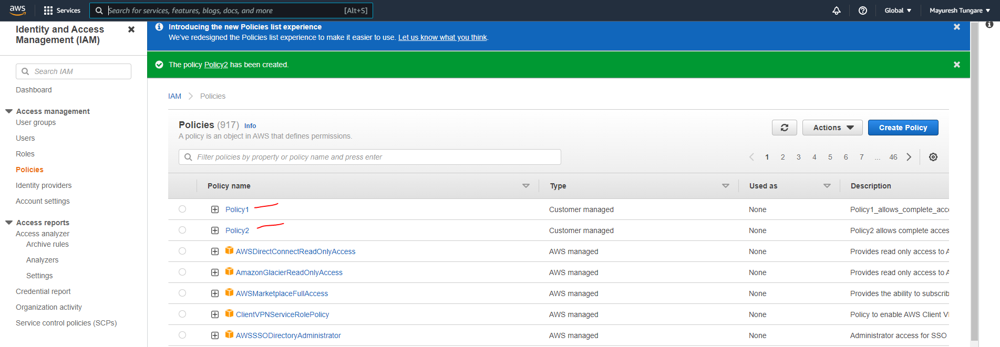 aws Services Search for services, features, blogs, docs, and more [Alt+S] Global Mayuresh Tungare
Identity and Access
Management (IAM)
Search IAM
Dashboard
Access management
User groups
Users
Roles
Policies
Identity providers
Account settings
Access reports
Access analyzer
Archive rules
Analyzers
Settings
Credential report
Organization activity
Service control policies (SCPs)
Introducing the new Policies list experience
We've redesigned the Policies list experience to make it easier to use. Let us know what you think.
The policy Policy2 has been created.
IAM Policies
Policies (917) Info
A policy is an object in AWS that defines permissions.
Actions Create Policy
Filter policies by property or policy name and press enter
1 2 3 4 5 6 7 ... 46
Policy name Type Used as Description
Policy1 Customer managed None Policy1_allows_complete_acc
Policy2 Customer managed None Policy2 allows complete acces
AWSDirectConnectReadOnlyAccess AWS managed None Provides read only access to A
AmazonGlacierReadOnlyAccess AWS managed None Provides read only access to A
AWSMarketplaceFullAccess AWS managed None Provides the ability to subscrib
ClientVPNServiceRolePolicy AWS managed None Policy to enable AWS Client V
AWSSSODirectoryAdministrator AWS managed None Administrator access for SSO